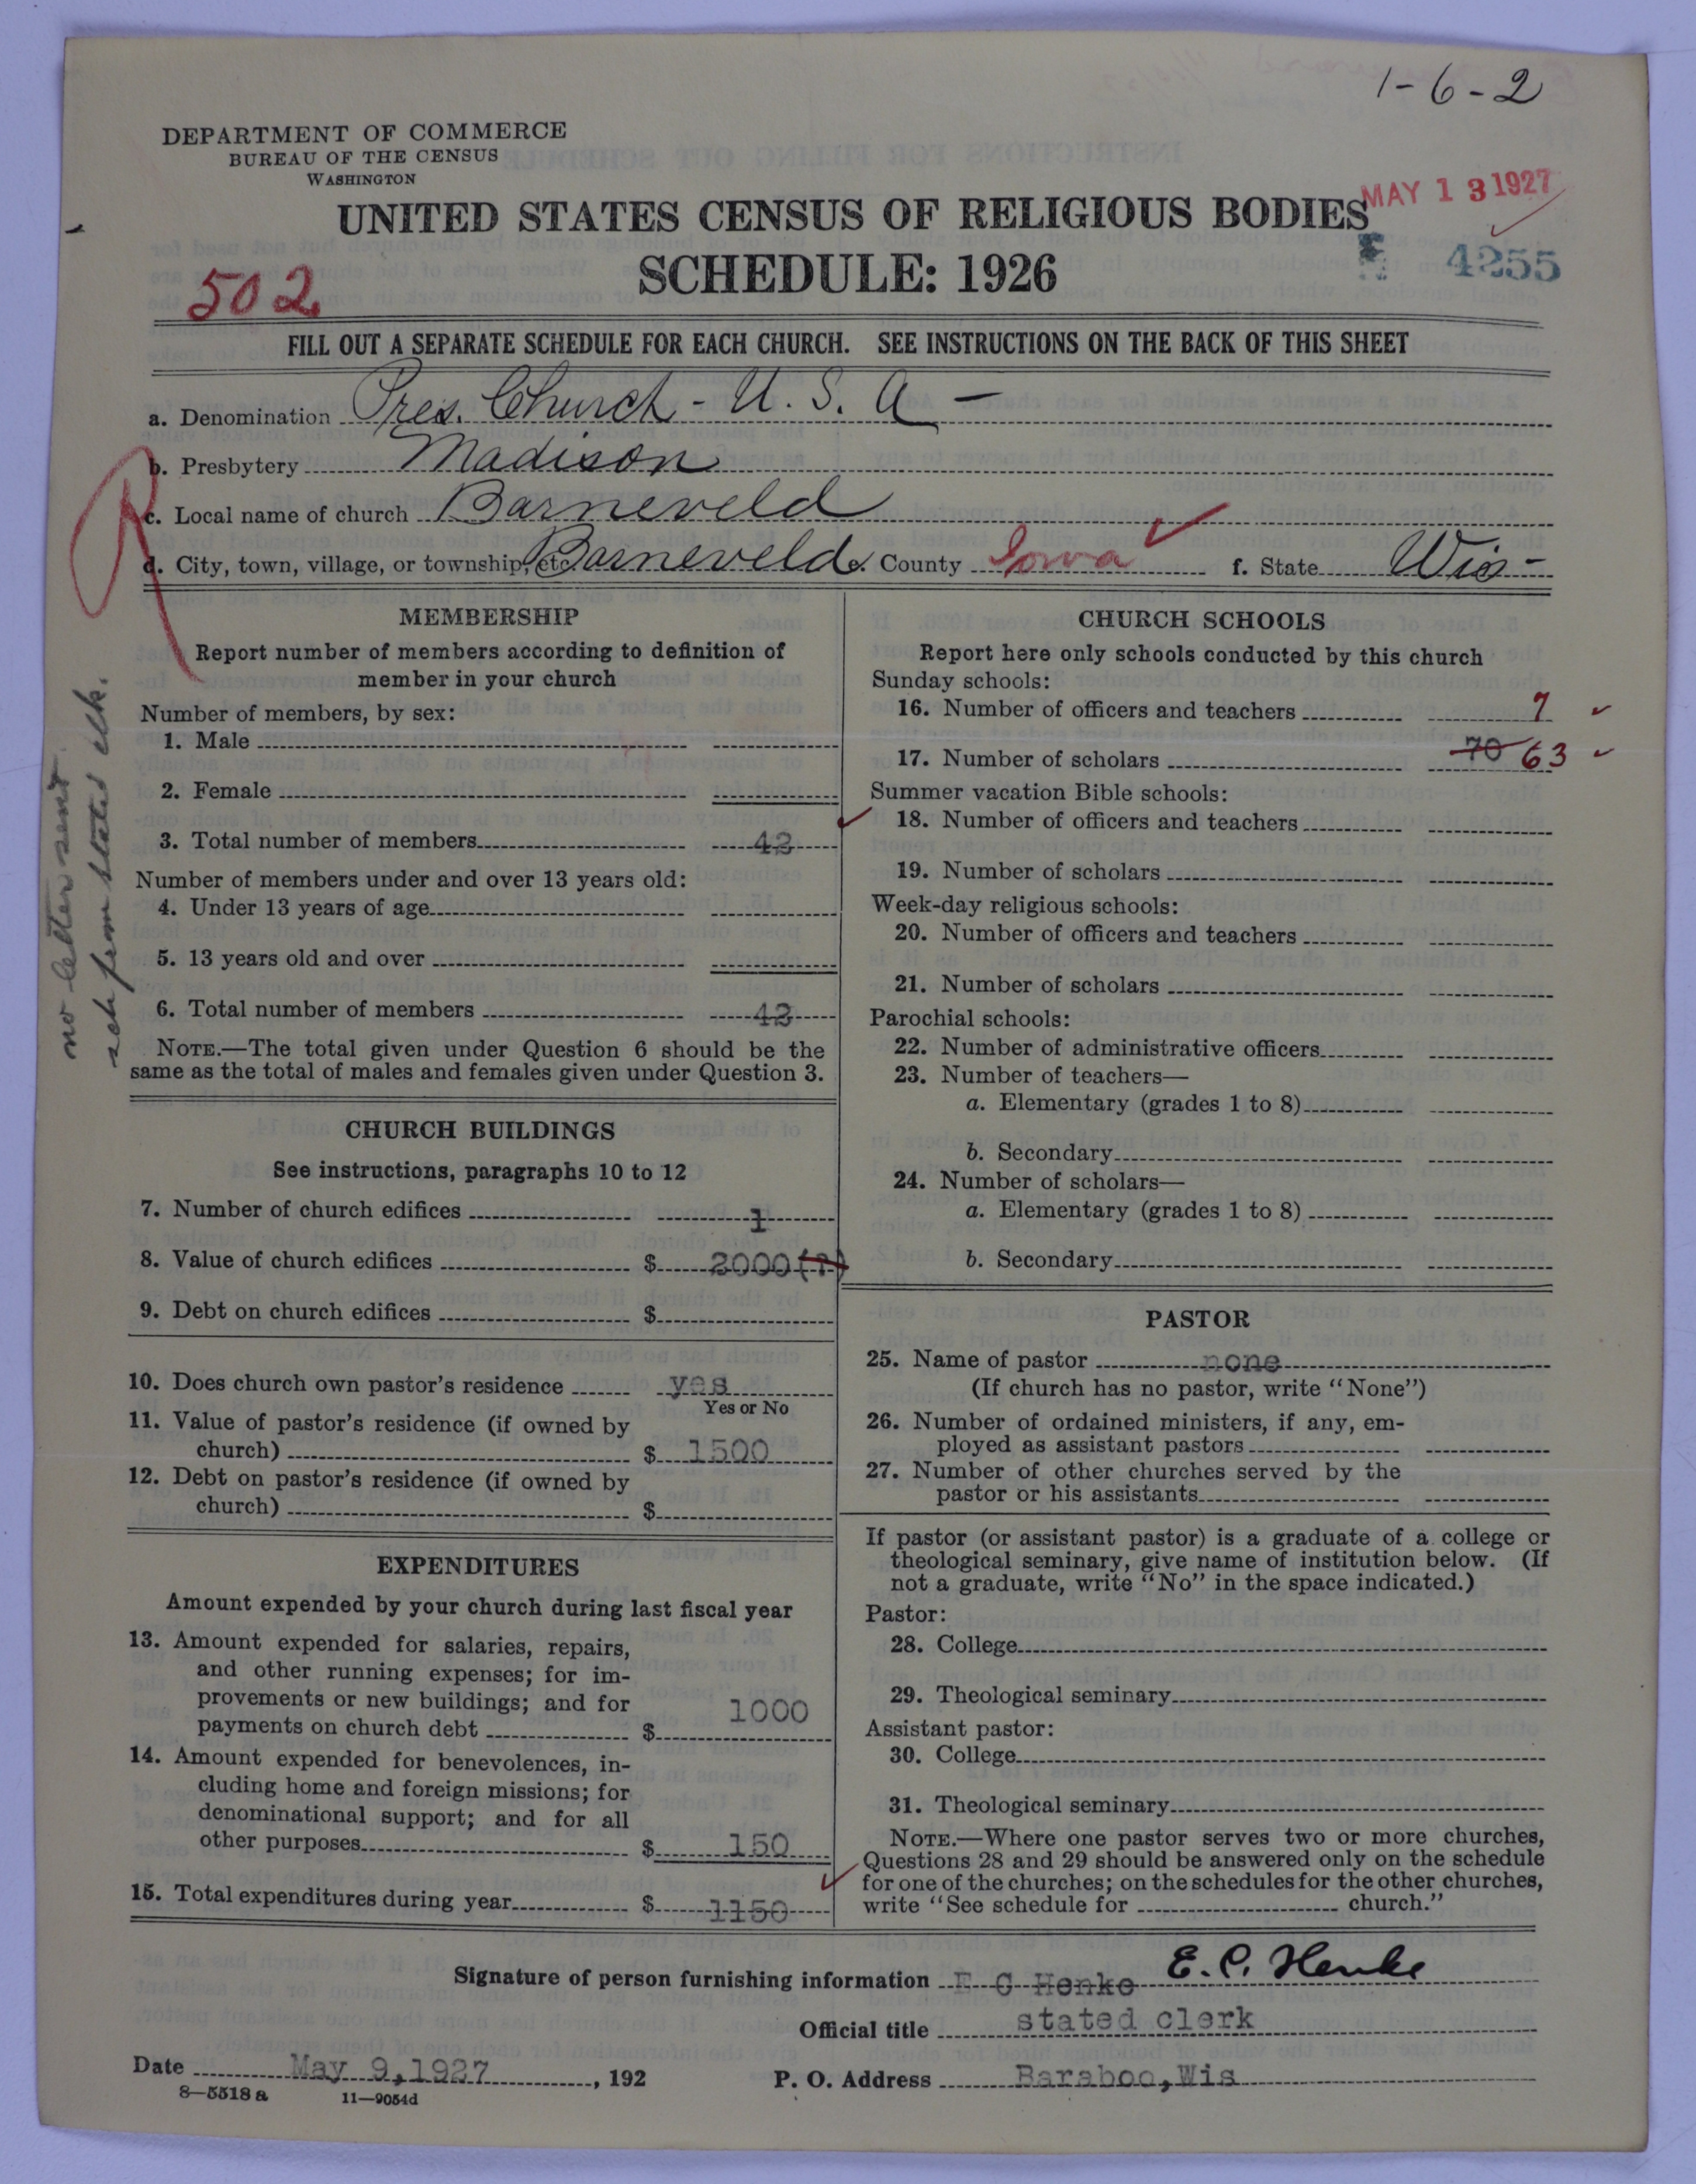 1-6-2
DEPARTMENT OF COMMERCE
BUREAU OF THE CENSUS
WASHINGTON
UNITED STATES CENSUS OF RELIGIOUS BODIES
MAY 13 1927
SCHEDULE: 1926
4255
502
FILL OUT A SEPARATE SCHEDULE FOR EACH CHURCH. SEE INSTRUCTIONS ON THE BACK OF THIS SHEET
a. Denomination Pres. Church - U. S. A -
b. Presbytery Madison
c. Local name of church Barneveld
d. City, town, village, or township, etc. Barneveld e. County Iowa f. State Wis-
no letter sent
sch from stated clk.
MEMBERSHIP
Report number of members according to definition of
member in your church
Number of members, by sex:
1. Male
2. Female
3. Total number of members 42
Number of members under and over 13 years old:
4. Under 13 years of age
5. 13 years old and over
6. Total number of members 42
NOTE.—The total given under Question 6 should be the
same as the total of males and females given under Question 3.
CHURCH BUILDINGS
See instructions, paragraphs 10 to 12
7. Number of church edifices 1
8. Value of church edifices $ 2000 (?)
9. Debt on church edifices $
10. Does church own pastor's residence yes
Yes or No
11. Value of pastor's residence (if owned by
church) $ 1500
12. Debt on pastor's residence (if owned by
church) $
EXPENDITURES
Amount expended by your church during last fiscal year
13. Amount expended for salaries, repairs,
and other running expenses; for im-
provements or new buildings; and for
payments on church debt $ 1000
14. Amount expended for benevolences, in-
cluding home and foreign missions; for
denominational support; and for all
other purposes $ 150
15. Total expenditures during year $ 1150
CHURCH SCHOOLS
Report here only schools conducted by this church
Sunday schools:
16. Number of officers and teachers 7
17. Number of scholars 70 63
Summer vacation Bible schools:
18. Number of officers and teachers
19. Number of scholars
Week-day religious schools:
20. Number of officers and teachers
21. Number of scholars
Parochial schools:
22. Number of administrative officers
23. Number of teachers—
a. Elementary (grades 1 to 8)
b. Secondary
24. Number of scholars—
a. Elementary (grades 1 to 8)
b. Secondary
PASTOR
25. Name of pastor none
(If church has no pastor, write "None")
26. Number of ordained ministers, if any, em-
ployed as assistant pastors
27. Number of other churches served by the
pastor or his assistants
If pastor (or assistant pastor) is a graduate of a college or
theological seminary, give name of institution below. (If
not a graduate, write "No" in the space indicated.)
Pastor:
28. College
29. Theological seminary
Assistant pastor:
30. College
31. Theological seminary
NOTE.—Where one pastor serves two or more churches,
Questions 28 and 29 should be answered only on the schedule
for one of the churches; on the schedules for the other churches,
write "See schedule for church."
Signature of person furnishing information E C Henke E. C. Henke
Official title stated clerk
Date May 9,1927, 192
P. O. Address Baraboo,Wis
8—5518 a 11—9054d